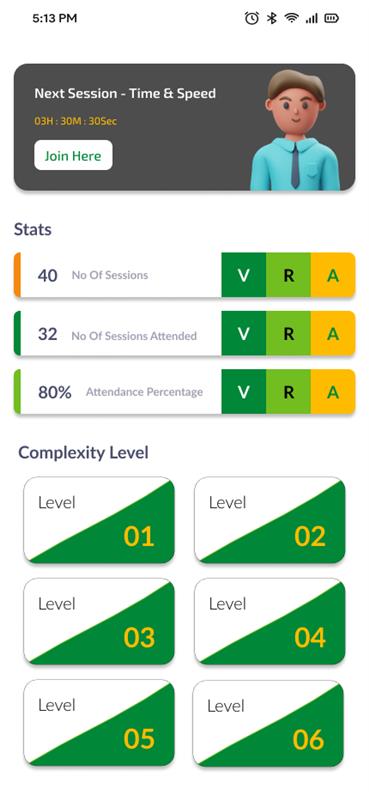 5:13 PM
Next Session - Time & Speed
03H : 30M : 30Sec
Join Here
Stats
40 No Of Sessions V R A
32 No Of Sessions Attended V R A
80% Attendance Percentage V R A
Complexity Level
Level Level
01 02
Level Level
03 04
Level Level
05 06